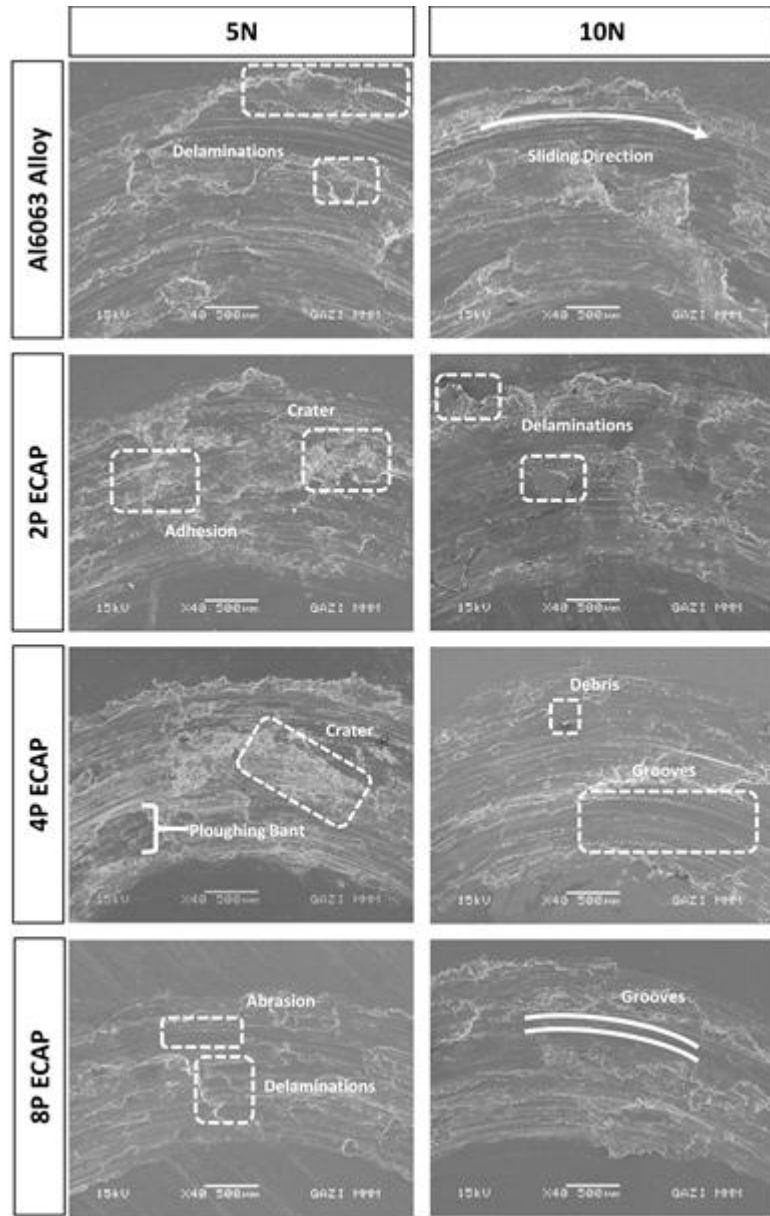 5N
10N
Al6063 Alloy
Delaminations
15kV X40 500μm GAZI MMM
Sliding Direction
15kV X40 500μm GAZI MMM
2P ECAP
Crater
Adhesion
15kV X40 500μm GAZI MMM
Delaminations
15kV X40 500μm GAZI MMM
4P ECAP
Crater
Ploughing Bant
15kV X40 500μm GAZI MMM
Debris
Grooves
15kV X40 500μm GAZI MMM
8P ECAP
Abrasion
Delaminations
15kV X40 500μm GAZI MMM
Grooves
15kV X40 500μm GAZI MMM